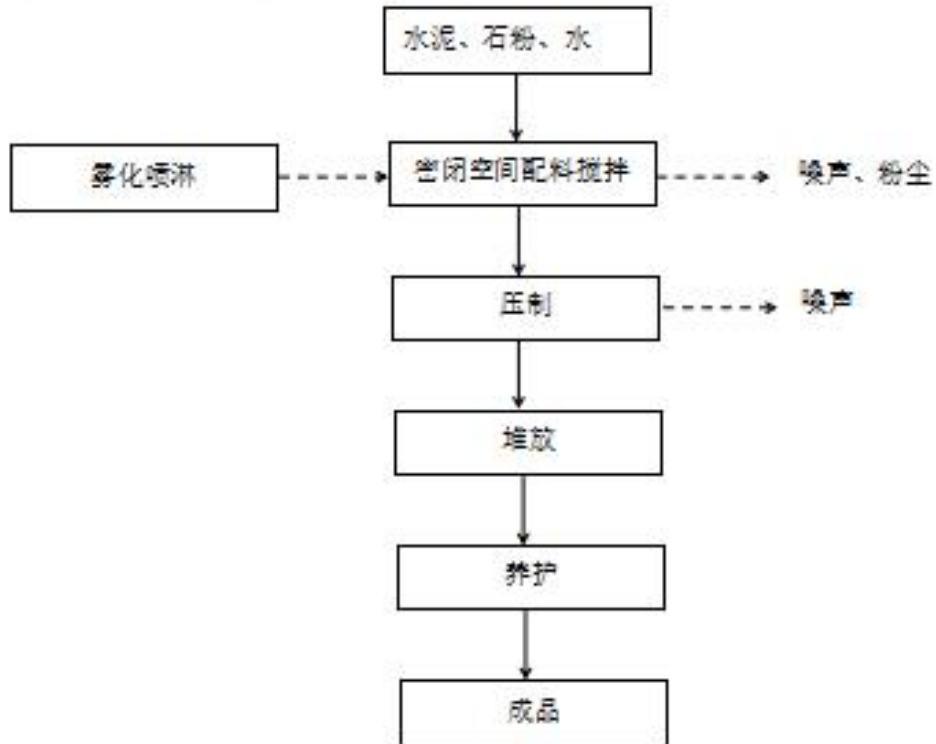 水泥、石粉、水
雾化喷淋
密闭空间配料搅拌
噪声、粉尘
压制
噪声
堆放
养护
成品